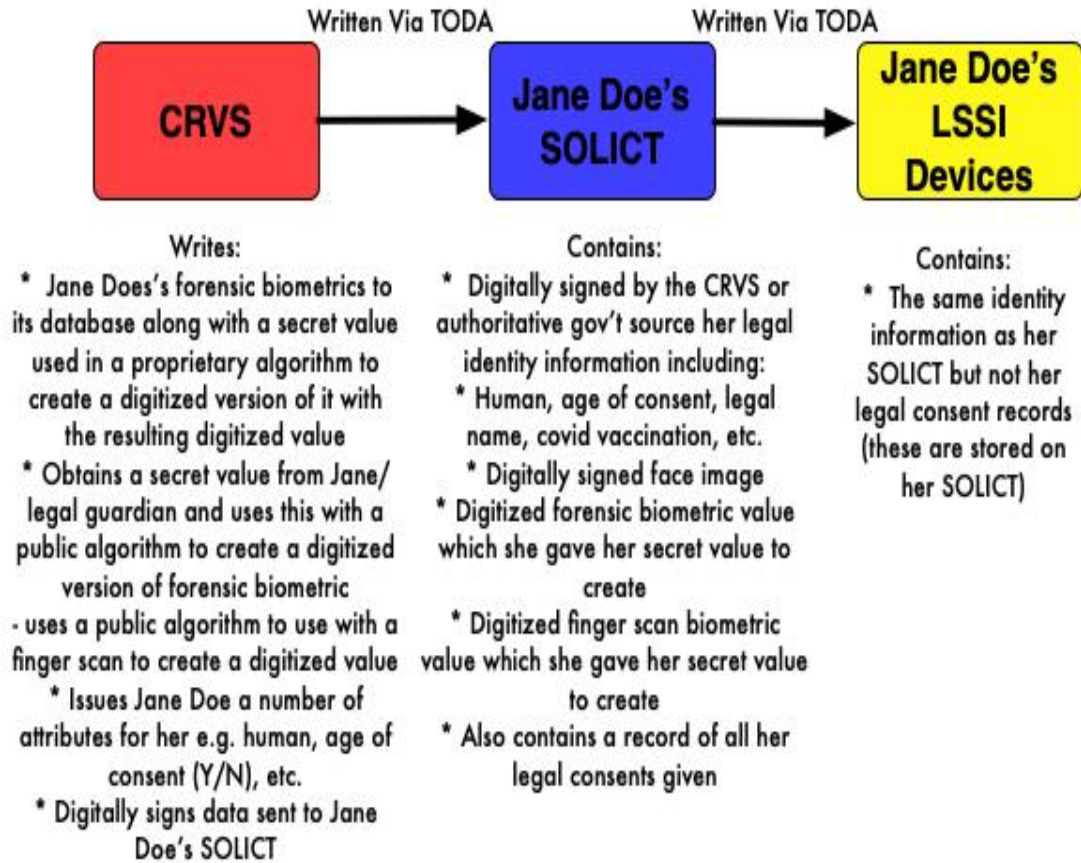 Written Via TODA
Written Via TODA
CRVS
Jane Doe's
SOLICT
Jane Doe's
LSSI
Devices
Writes:
* Jane Does's forensic biometrics to
its database along with a secret value
used in a proprietary algorithm to
create a digitized version of it with
the resulting digitized value
* Obtains a secret value from Jane/
legal guardian and uses this with a
public algorithm to create a digitized
version of forensic biometric
- uses a public algorithm to use with a
finger scan to create a digitized value
* Issues Jane Doe a number of
attributes for her e.g. human, age of
consent (Y/N), etc.
* Digitally signs data sent to Jane
Doe's SOLICT
Contains:
* Digitally signed by the CRVS or
authoritative gov't source her legal
identity information including:
* Human, age of consent, legal
name, covid vaccination, etc.
* Digitally signed face image
* Digitized forensic biometric value
which she gave her secret value to
create
* Digitized finger scan biometric
value which she gave her secret value
to create
* Also contains a record of all her
legal consents given
Contains:
* The same identity
information as her
SOLICT but not her
legal consent records
(these are stored on
her SOLICT)